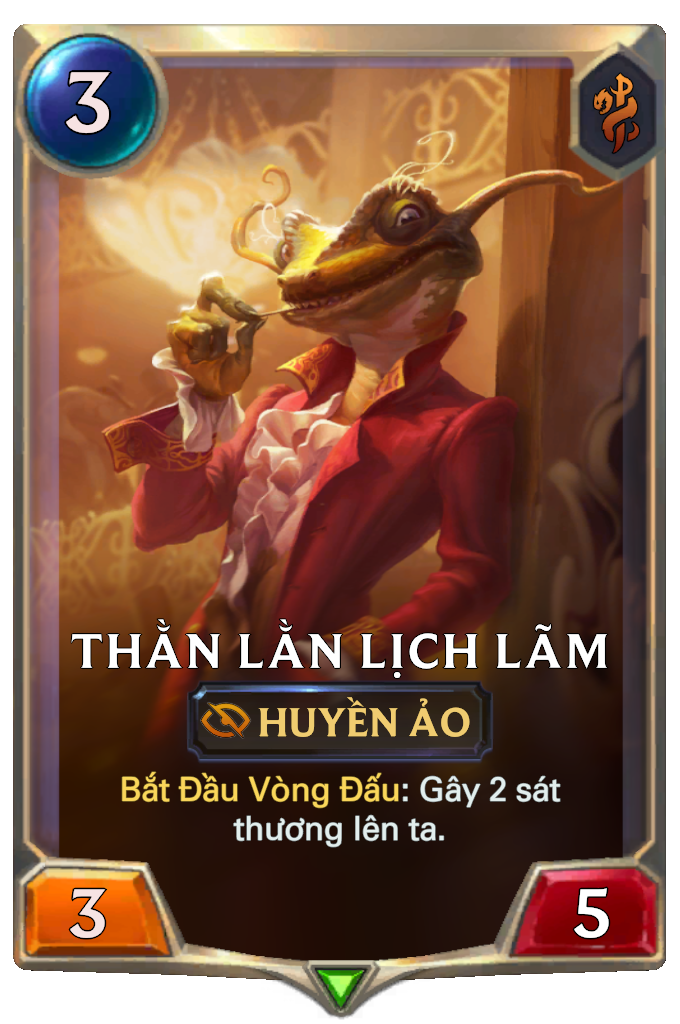 3
THẰN LẰN LỊCH LÃM
HUYỀN ẢO
Bắt Đầu Vòng Đấu: Gây 2 sát
thương lên ta.
3
5